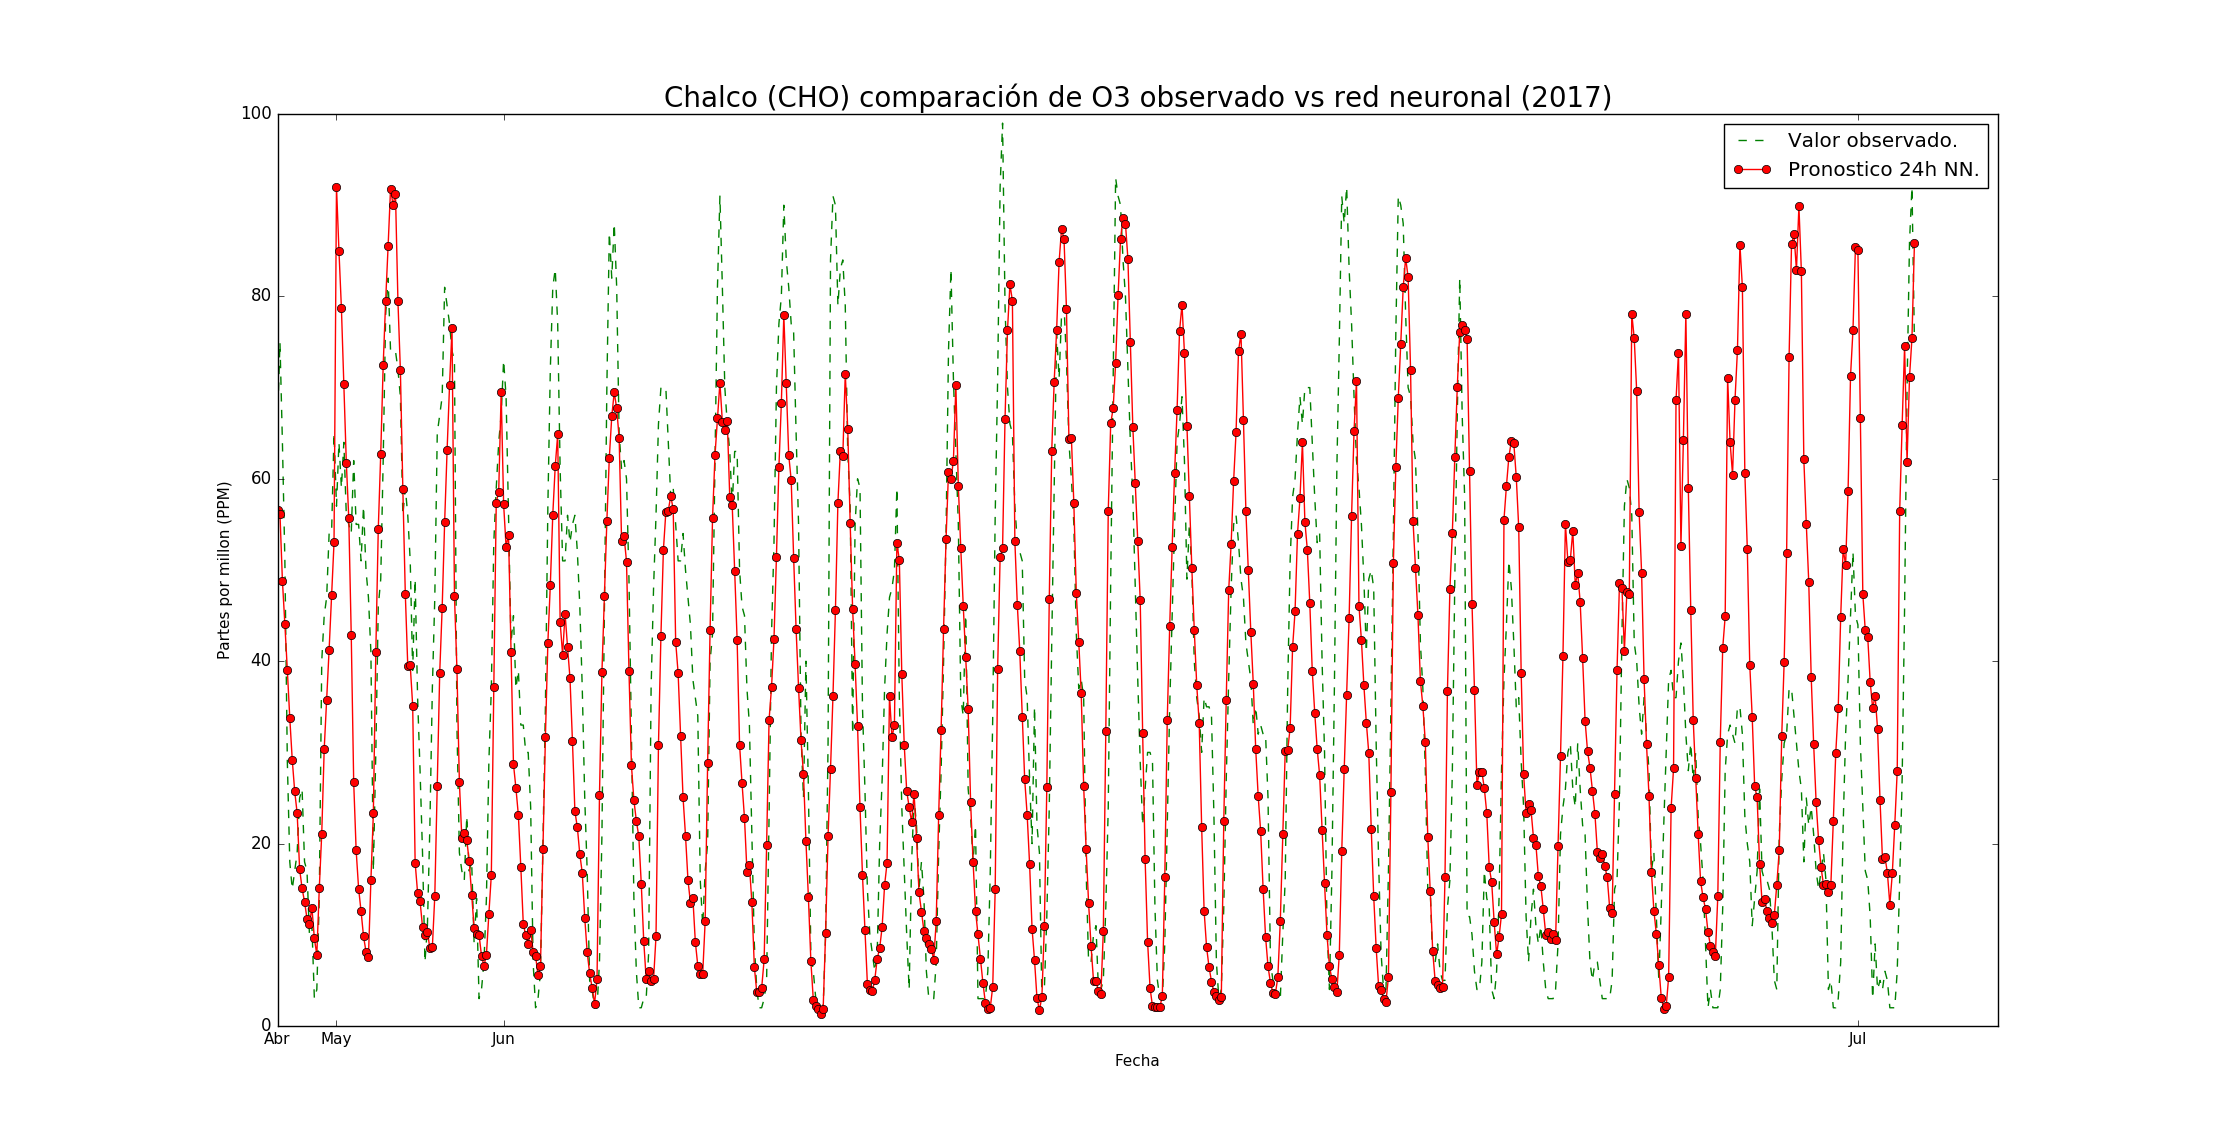 Chalco (CHO) comparación de O3 observado vs red neuronal (2017)
100
80
60
40
20
0
Partes por millon (PPM)
Valor observado.
Pronostico 24h NN.
Abr May Jun Jul
Fecha